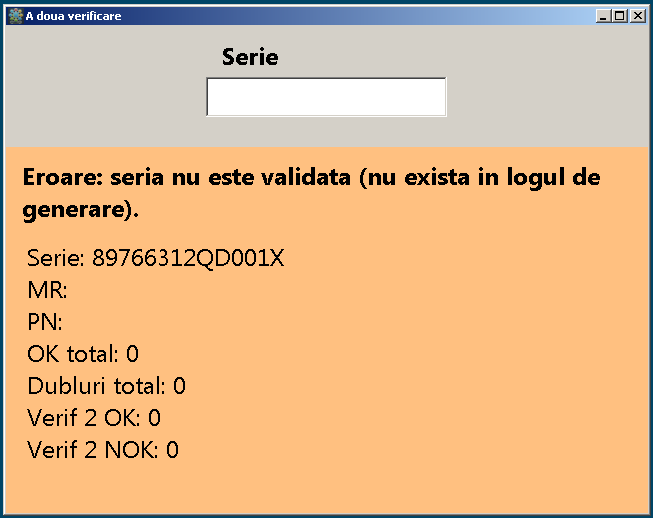 A doua verificare
Serie
Eroare: seria nu este validata (nu exista in logul de
generare).
Serie: 89766312QD001X
MR:
PN:
OK total: 0
Dubluri total: 0
Verif 2 OK: 0
Verif 2 NOK: 0